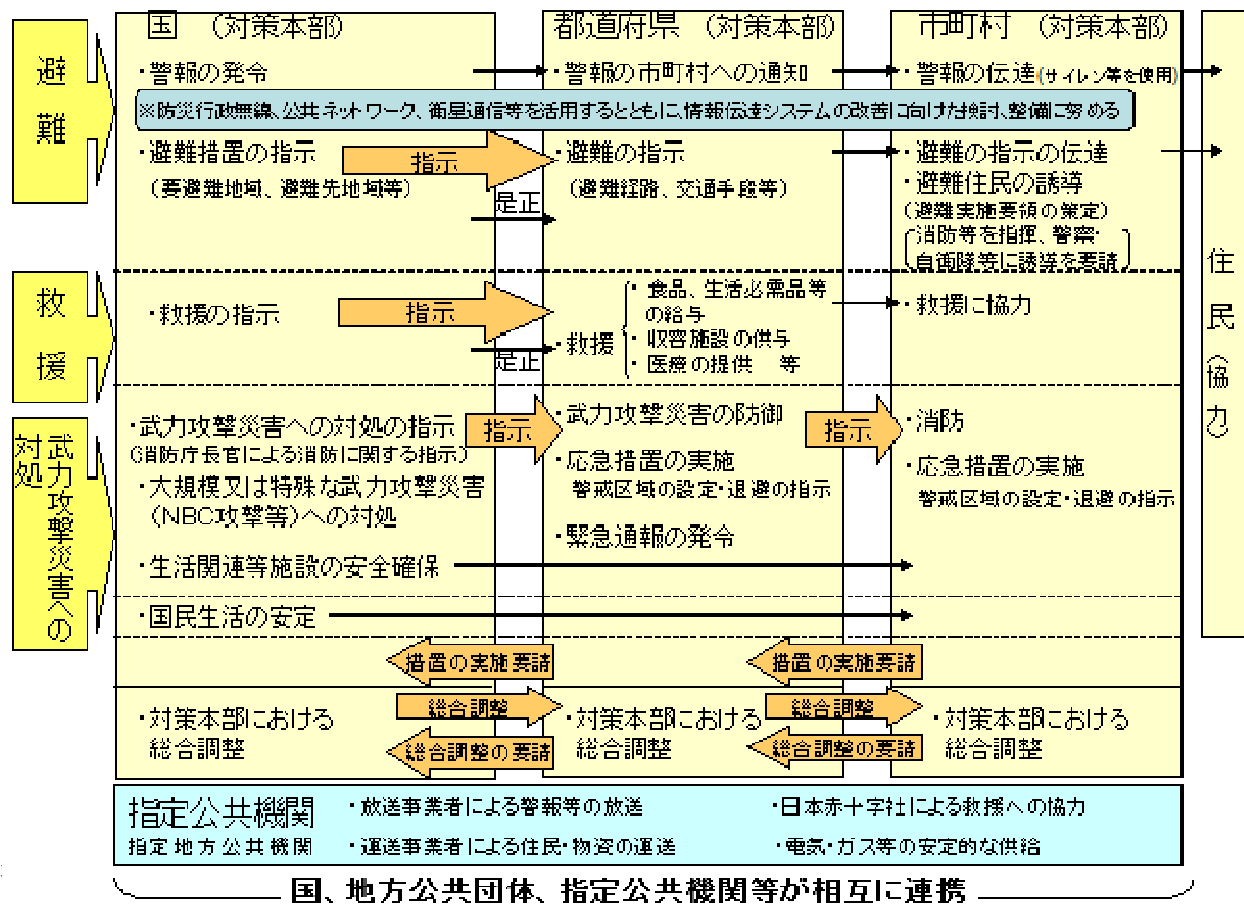 国 (対策本部)
都道府県 (対策本部)
市町村 (対策本部)
避難
・警報の発令
・警報の市町村への通知
・警報の伝達(サイレン等を使用)
※防災行政無線、公共ネットワーク、衛星通信等を活用するとともに、情報伝達システムの改善に向けた検討、整備に努める
・避難措置の指示
(要避難地域、避難先地域等)
指示
是正
・避難の指示
(避難経路、交通手段等)
・避難の指示の伝達
・避難住民の誘導
(避難実施要領の策定)
消防等を指揮、警察・
自衛隊等に誘導を要請
救援
・救援の指示
指示
是正
・救援
・食品、生活必需品等
の給与
・収容施設の供与
・医療の提供 等
・救援に協力
住民(協力)
武力攻撃災害への
対処
・武力攻撃災害への対処の指示
(消防庁長官による消防に関する指示)
・大規模又は特殊な武力攻撃災害
(NBC攻撃等)への対処
指示
・武力攻撃災害の防御
・応急措置の実施
警戒区域の設定・退避の指示
・緊急通報の発令
指示
・消防
・応急措置の実施
警戒区域の設定・退避の指示
・生活関連等施設の安全確保
・国民生活の安定
措置の実施要請
措置の実施要請
・対策本部における
総合調整
総合調整
総合調整の要請
・対策本部における
総合調整
総合調整
総合調整の要請
・対策本部における
総合調整
指定公共機関
指定地方公共機関
・放送事業者による警報等の放送
・日本赤十字社による救援への協力
・運送事業者による住民・物資の運送
・電気・ガス等の安定的な供給
国、地方公共団体、指定公共機関等が相互に連携